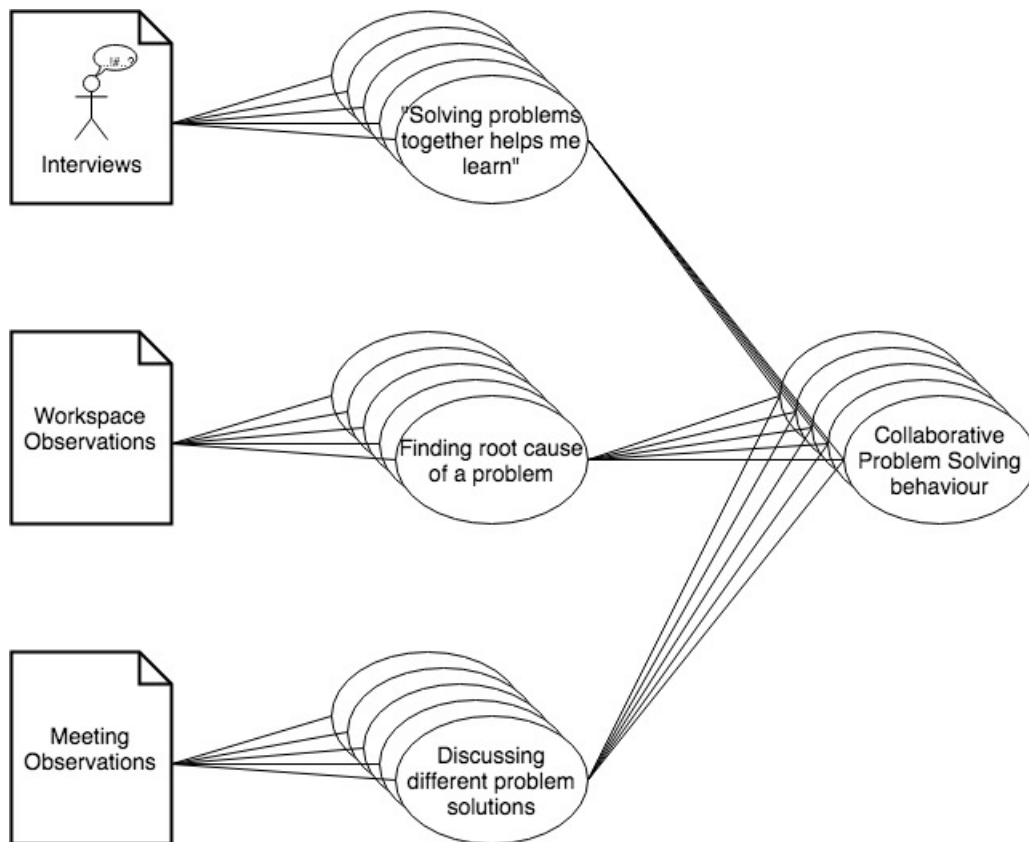 ..!#..?
Interviews
"Solving problems
together helps me
learn"
Workspace
Observations
Finding root cause
of a problem
Collaborative
Problem Solving
behaviour
Meeting
Observations
Discussing
different problem
solutions